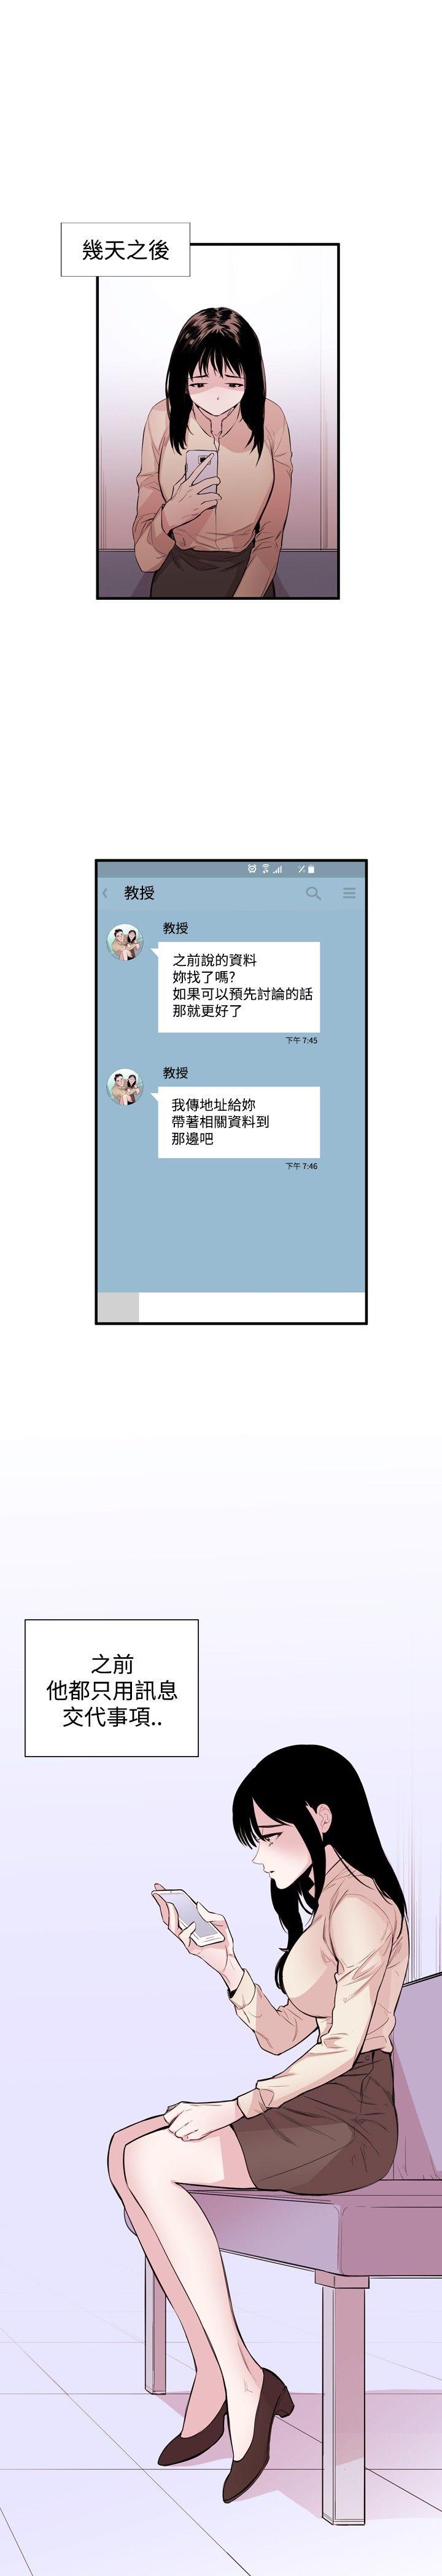 幾天之後
教授
教授
之前說的資料
妳找了嗎?
如果可以預先討論的話
那就更好了
下午 7:45
教授
我傳地址給妳
帶著相關資料到
那邊吧
下午 7:46
之前
他都只用訊息
交代事項..